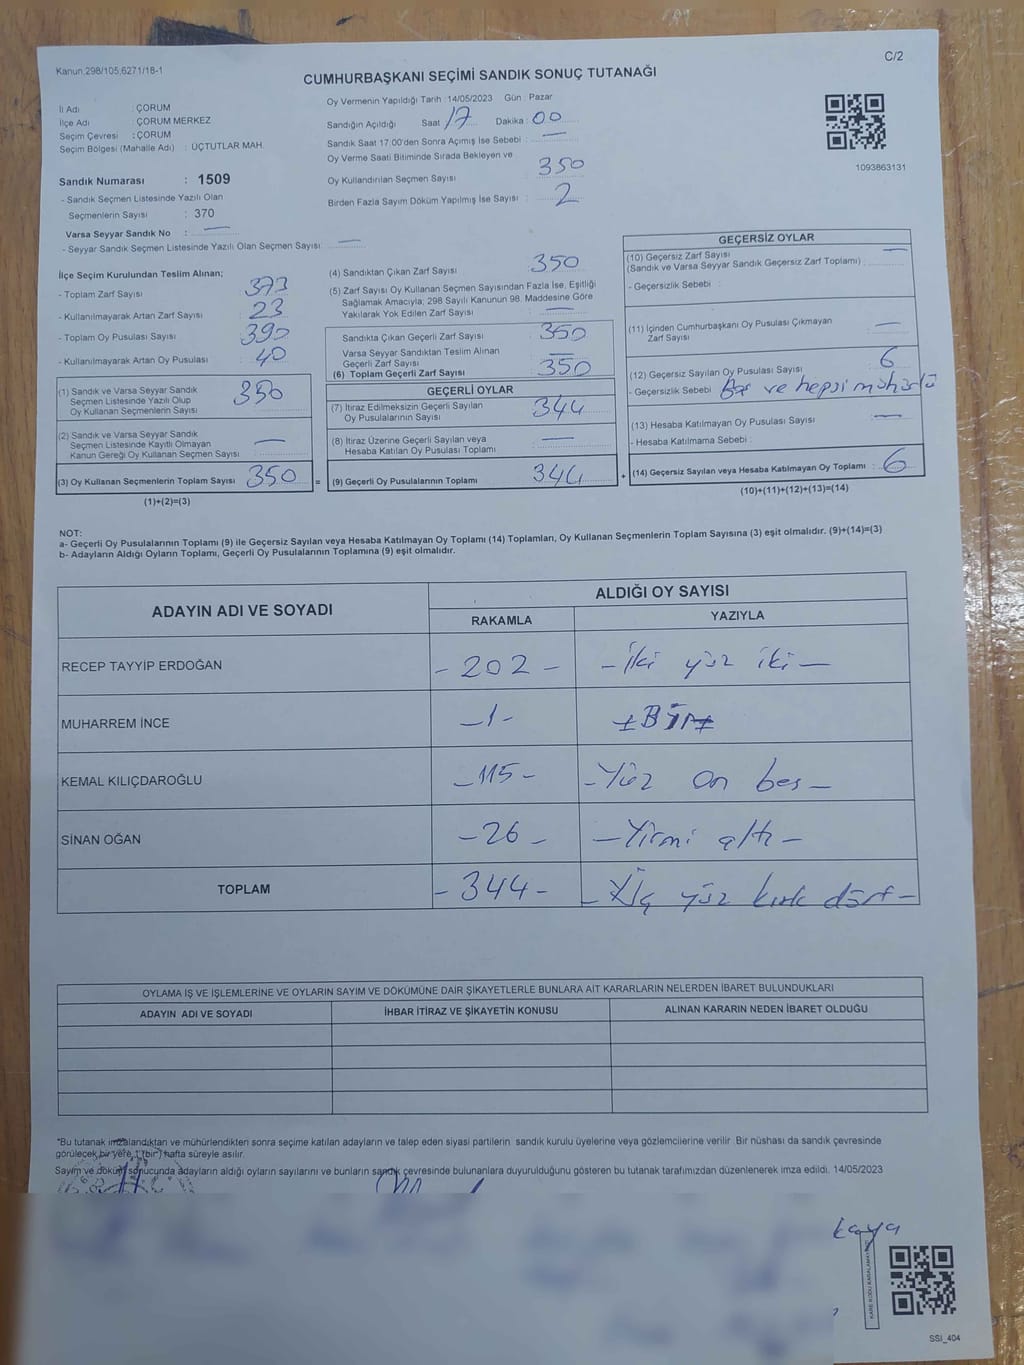 Kanun;298/105;6271/18-1
C/2
CUMHURBAŞKANI SEÇİMİ SANDIK SONUÇ TUTANAĞI
İl Adı : ÇORUM
İlçe Adı : ÇORUM MERKEZ
Seçim Çevresi : ÇORUM
Seçim Bölgesi (Mahalle Adı) : ÜÇTUTLAR MAH.
Sandık Numarası : 1509
- Sandık Seçmen Listesinde Yazılı Olan
Seçmenlerin Sayısı : 370
Varsa Seyyar Sandık No : —
- Seyyar Sandık Seçmen Listesinde Yazılı Olan Seçmen Sayısı : —
Oy Vermenin Yapıldığı Tarih : 14/05/2023 Gün : Pazar
Sandığın Açıldığı Saat : 17 Dakika : 00
Sandık Saat 17:00'den Sonra Açımış İse Sebebi : —
Oy Verme Saati Bitiminde Sırada Bekleyen ve
Oy Kullandırılan Seçmen Sayısı : 350
Birden Fazla Sayım Döküm Yapılmış İse Sayısı : 2
1093863131
İlçe Seçim Kurulundan Teslim Alınan;
- Toplam Zarf Sayısı : 373
- Kullanılmayarak Artan Zarf Sayısı : 23
- Toplam Oy Pusulası Sayısı : 390
- Kullanılmayarak Artan Oy Pusulası : 40
(1) Sandık ve Varsa Seyyar Sandık
Seçmen Listesinde Yazılı Olup
Oy Kullanan Seçmenlerin Sayısı : 350
(2) Sandık ve Varsa Seyyar Sandık
Seçmen Listesinde Kayıtlı Olmayan
Kanun Gereği Oy Kullanan Seçmen Sayısı : —
(3) Oy Kullanan Seçmenlerin Toplam Sayısı : 350 =
(1)+(2)=(3)
(4) Sandıktan Çıkan Zarf Sayısı : 350
(5) Zarf Sayısı Oy Kullanan Seçmen Sayısından Fazla İse, Eşitliği
Sağlamak Amacıyla; 298 Sayılı Kanunun 98. Maddesine Göre
Yakılarak Yok Edilen Zarf Sayısı : —
Sandıkta Çıkan Geçerli Zarf Sayısı : 350
Varsa Seyyar Sandıktan Teslim Alınan
Geçerli Zarf Sayısı : —
(6) Toplam Geçerli Zarf Sayısı : 350
GEÇERLİ OYLAR
(7) İtiraz Edilmeksizin Geçerli Sayılan
Oy Pusulalarının Sayısı : 344
(8) İtiraz Üzerine Geçerli Sayılan veya
Hesaba Katılan Oy Pusulası Toplamı : —
(9) Geçerli Oy Pusulalarının Toplamı : 344 +
GEÇERSİZ OYLAR
(10) Geçersiz Zarf Sayısı
(Sandık ve Varsa Seyyar Sandık Geçersiz Zarf Toplamı) : —
- Geçersizlik Sebebi :
(11) İçinden Cumhurbaşkanı Oy Pusulası Çıkmayan
Zarf Sayısı : —
(12) Geçersiz Sayılan Oy Pusulası Sayısı : 6
- Geçersizlik Sebebi : Boş ve hepsi mühürlü
(13) Hesaba Katılmayan Oy Pusulası Sayısı : —
- Hesaba Katılmama Sebebi :
(14) Geçersiz Sayılan veya Hesaba Katılmayan Oy Toplamı : 6
(10)+(11)+(12)+(13)=(14)
NOT:
a- Geçerli Oy Pusulalarının Toplamı (9) ile Geçersiz Sayılan veya Hesaba Katılmayan Oy Toplamı (14) Toplamları, Oy Kullanan Seçmenlerin Toplam Sayısına (3) eşit olmalıdır. (9)+(14)=(3)
b- Adayların Aldığı Oyların Toplamı, Geçerli Oy Pusulalarının Toplamına (9) eşit olmalıdır.
ADAYIN ADI VE SOYADI ALDIĞI OY SAYISI
RAKAMLA YAZIYLA
RECEP TAYYİP ERDOĞAN - 202 - - İki yüz iki -
MUHARREM İNCE - 1 - BİR
KEMAL KILIÇDAROĞLU - 115 - - Yüz on beş -
SİNAN OĞAN - 26 - - Yirmi altı -
TOPLAM - 344 - - Üç yüz kırk dört -
OYLAMA İŞ VE İŞLEMLERİNE VE OYLARIN SAYIM VE DÖKÜMÜNE DAİR ŞİKAYETLERLE BUNLARA AİT KARARLARIN NELERDEN İBARET BULUNDUKLARI
ADAYIN ADI VE SOYADI İHBAR İTİRAZ VE ŞİKAYETİN KONUSU ALINAN KARARIN NEDEN İBARET OLDUĞU
*Bu tutanak imzalandıktan ve mühürlendikten sonra seçime katılan adayların ve talep eden siyasi partilerin sandık kurulu üyelerine veya gözlemcilerine verilir. Bir nüshası da sandık çevresinde
görülecek bir yere 1 (bir) hafta süreyle asılır.
Sayım ve döküm sonucunda adayların aldığı oyların sayılarını ve bunların sandık çevresinde bulunanlara duyurulduğunu gösteren bu tutanak tarafımızdan düzenlenerek imza edildi. 14/05/2023
kaya
SSİ_404